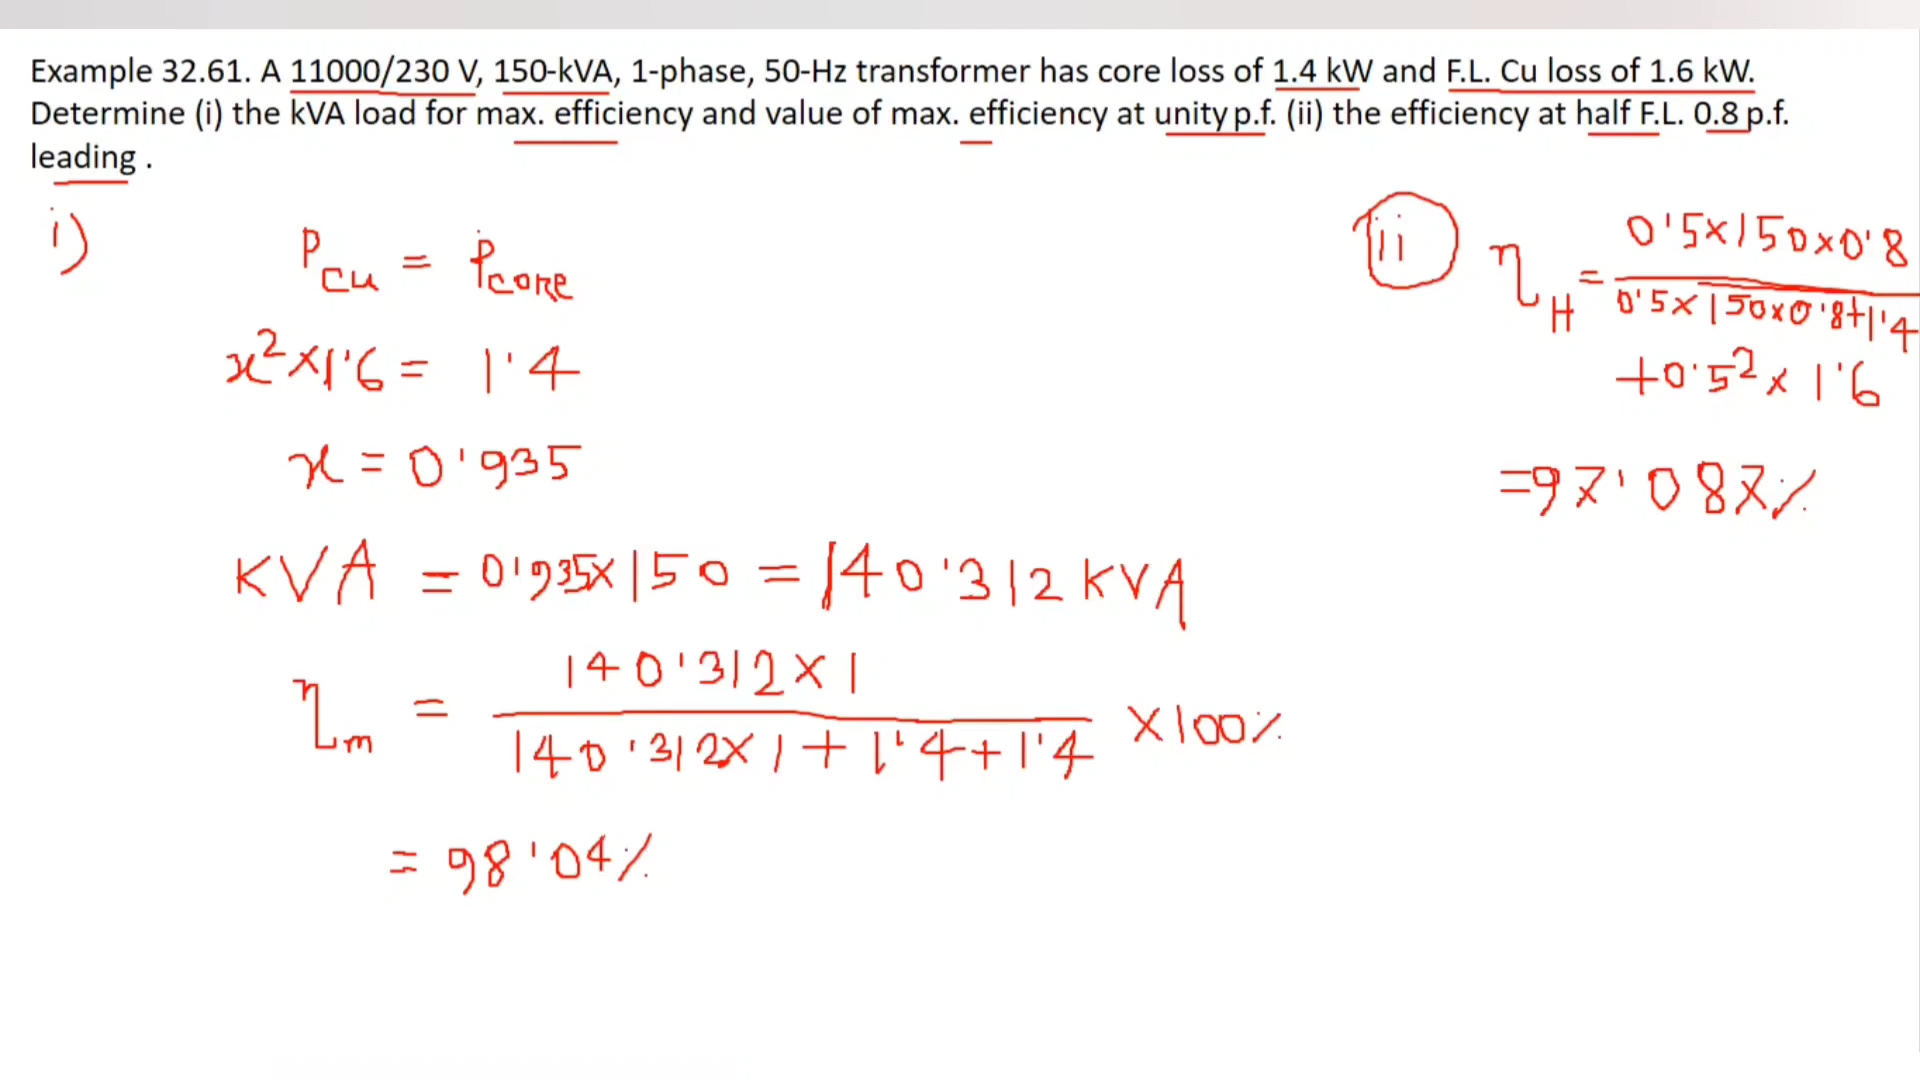 Example 32.61. A 11000/230 V, 150-kVA, 1-phase, 50-Hz transformer has core loss of 1.4 kW and F.L. Cu loss of 1.6 kW.
Determine (i) the kVA load for max. efficiency and value of max. efficiency at unity p.f. (ii) the efficiency at half F.L. 0.8 p.f.
leading .
i)
P_cu = P_core
x² × 1.6 = 1.4
x = 0.935
KVA = 0.935 × 150 = 140.312 KVA
η_m = 140.312 × 1 / 140.312 × 1 + 1.4 + 1.4 × 100%
= 98.04%
ii
η_H = 0.5 × 150 × 0.8 / 0.5 × 150 × 0.8 + 1.4
+ 0.5² × 1.6
= 97.087%